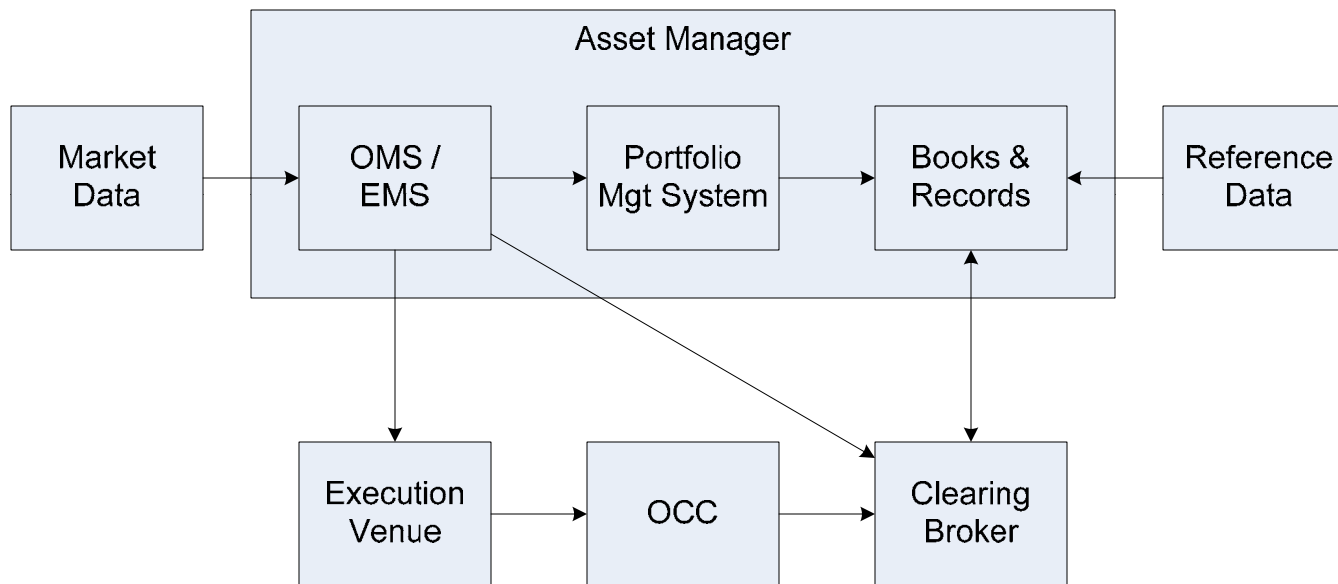 Asset Manager
Market
Data
OMS /
EMS
Portfolio
Mgt System
Books &
Records
Reference
Data
Execution
Venue
OCC
Clearing
Broker